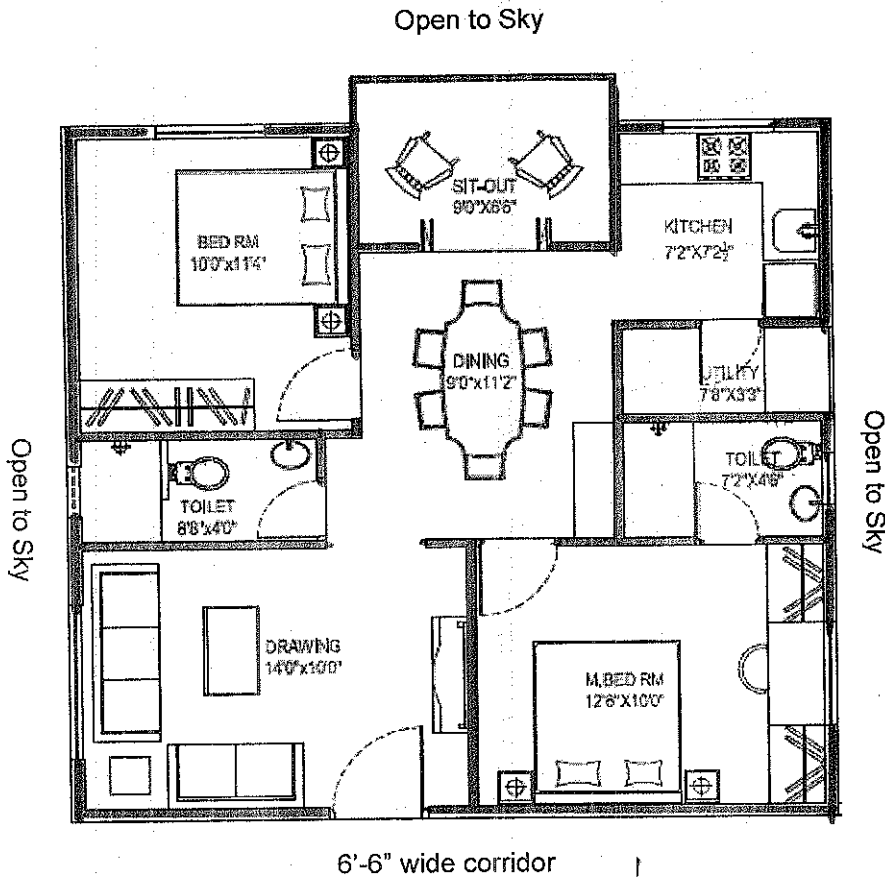 Open to Sky
SIT-OUT
9'0"X6'6"
BED RM
10'0"x11'4"
KITCHEN
7'2"X7'2½"
DINING
9'0"x11'2"
UTILITY
7'8"X3'3"
Open to Sky
Open to Sky
TOILET
7'2"X4'6"
TOILET
8'8"x4'0"
DRAWING
14'0"x10'0"
M.BED RM
12'6"X10'0"
6'-6" wide corridor